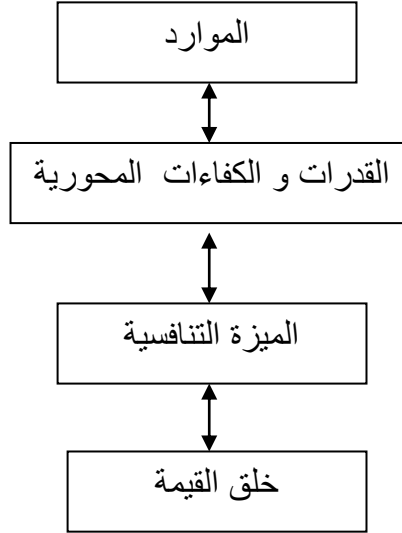 الموارد
القدرات و الكفاءات المحورية
الميزة التنافسية
خلق القيمة